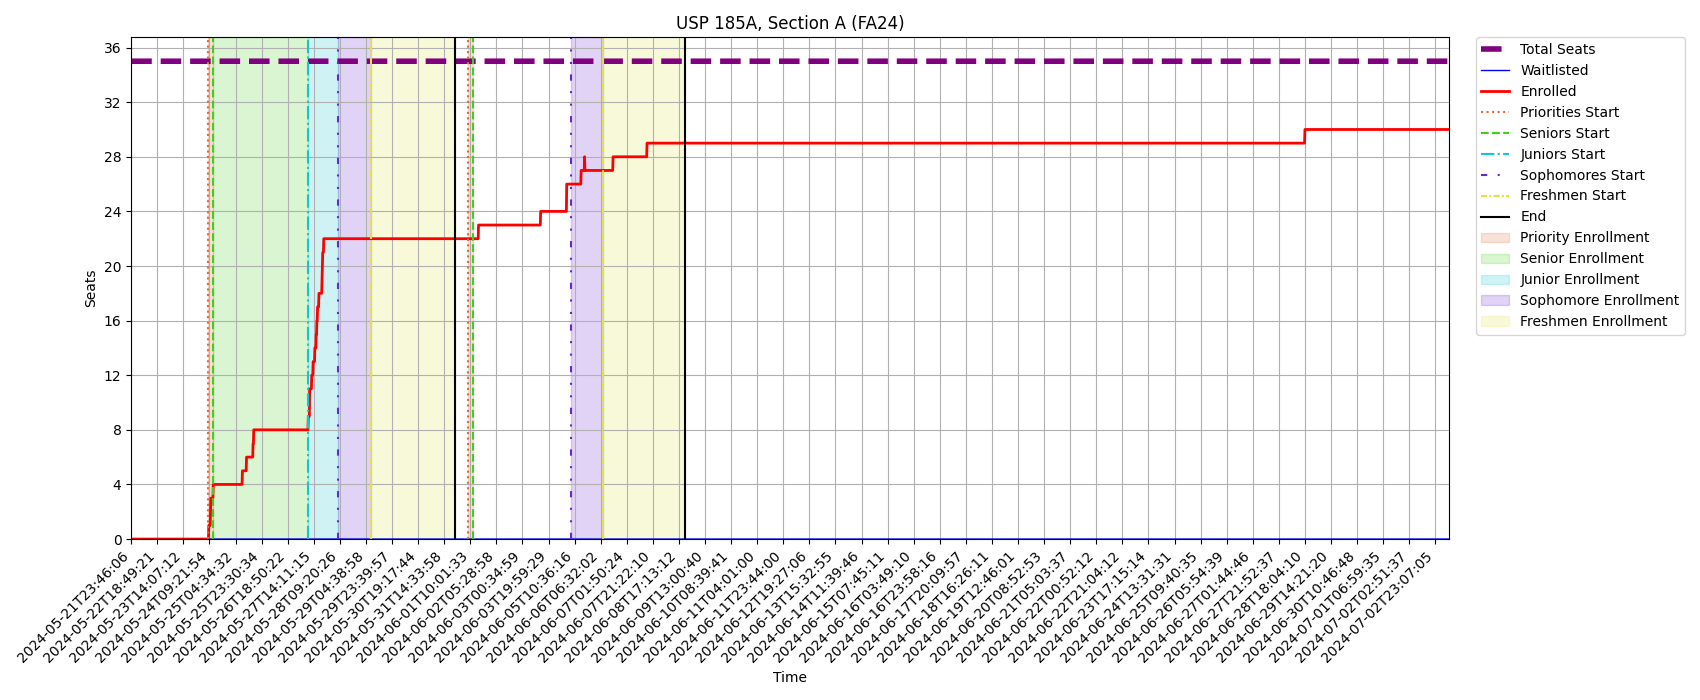 USP 185A, Section A (FA24)
Seats
36
32
28
24
20
16
12
8
4
0
2024-05-21T23:46:06
2024-05-22T18:49:21
2024-05-23T14:07:12
2024-05-24T09:21:54
2024-05-25T04:34:32
2024-05-25T23:30:34
2024-05-26T18:50:22
2024-05-27T14:11:15
2024-05-28T09:20:26
2024-05-29T04:38:58
2024-05-29T23:39:57
2024-05-30T19:17:44
2024-05-31T14:33:58
2024-06-01T10:01:33
2024-06-02T05:28:58
2024-06-03T00:34:59
2024-06-03T19:59:29
2024-06-05T10:36:16
2024-06-06T06:32:02
2024-06-07T01:50:24
2024-06-07T21:22:10
2024-06-08T17:13:12
2024-06-09T13:00:40
2024-06-10T08:39:41
2024-06-11T04:01:00
2024-06-11T23:44:00
2024-06-12T19:27:06
2024-06-13T15:32:55
2024-06-14T11:39:46
2024-06-15T07:45:11
2024-06-16T03:49:10
2024-06-16T23:58:16
2024-06-17T20:09:57
2024-06-18T16:26:11
2024-06-19T12:46:01
2024-06-20T08:52:53
2024-06-21T05:03:37
2024-06-22T00:52:12
2024-06-22T21:04:12
2024-06-23T17:15:14
2024-06-24T13:31:31
2024-06-25T09:40:35
2024-06-26T05:54:39
2024-06-27T01:44:46
2024-06-27T21:52:37
2024-06-28T18:04:10
2024-06-29T14:21:20
2024-06-30T10:46:48
2024-07-01T06:59:35
2024-07-02T02:51:37
2024-07-02T23:07:05
Time
Total Seats
Waitlisted
Enrolled
Priorities Start
Seniors Start
Juniors Start
Sophomores Start
Freshmen Start
End
Priority Enrollment
Senior Enrollment
Junior Enrollment
Sophomore Enrollment
Freshmen Enrollment